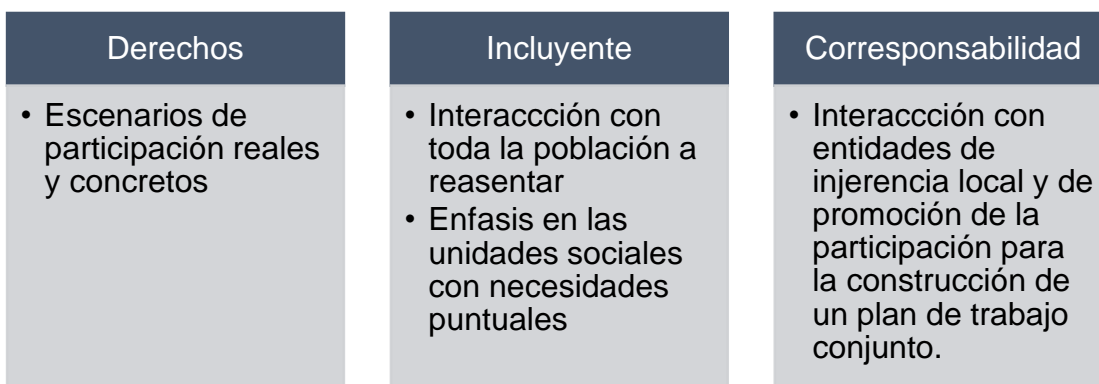 Derechos
• Escenarios de
participación reales
y concretos
Incluyente
• Interaccción con
toda la población a
reasentar
• Enfasis en las
unidades sociales
con necesidades
puntuales
Corresponsabilidad
• Interaccción con
entidades de
injerencia local y de
promoción de la
participación para
la construcción de
un plan de trabajo
conjunto.